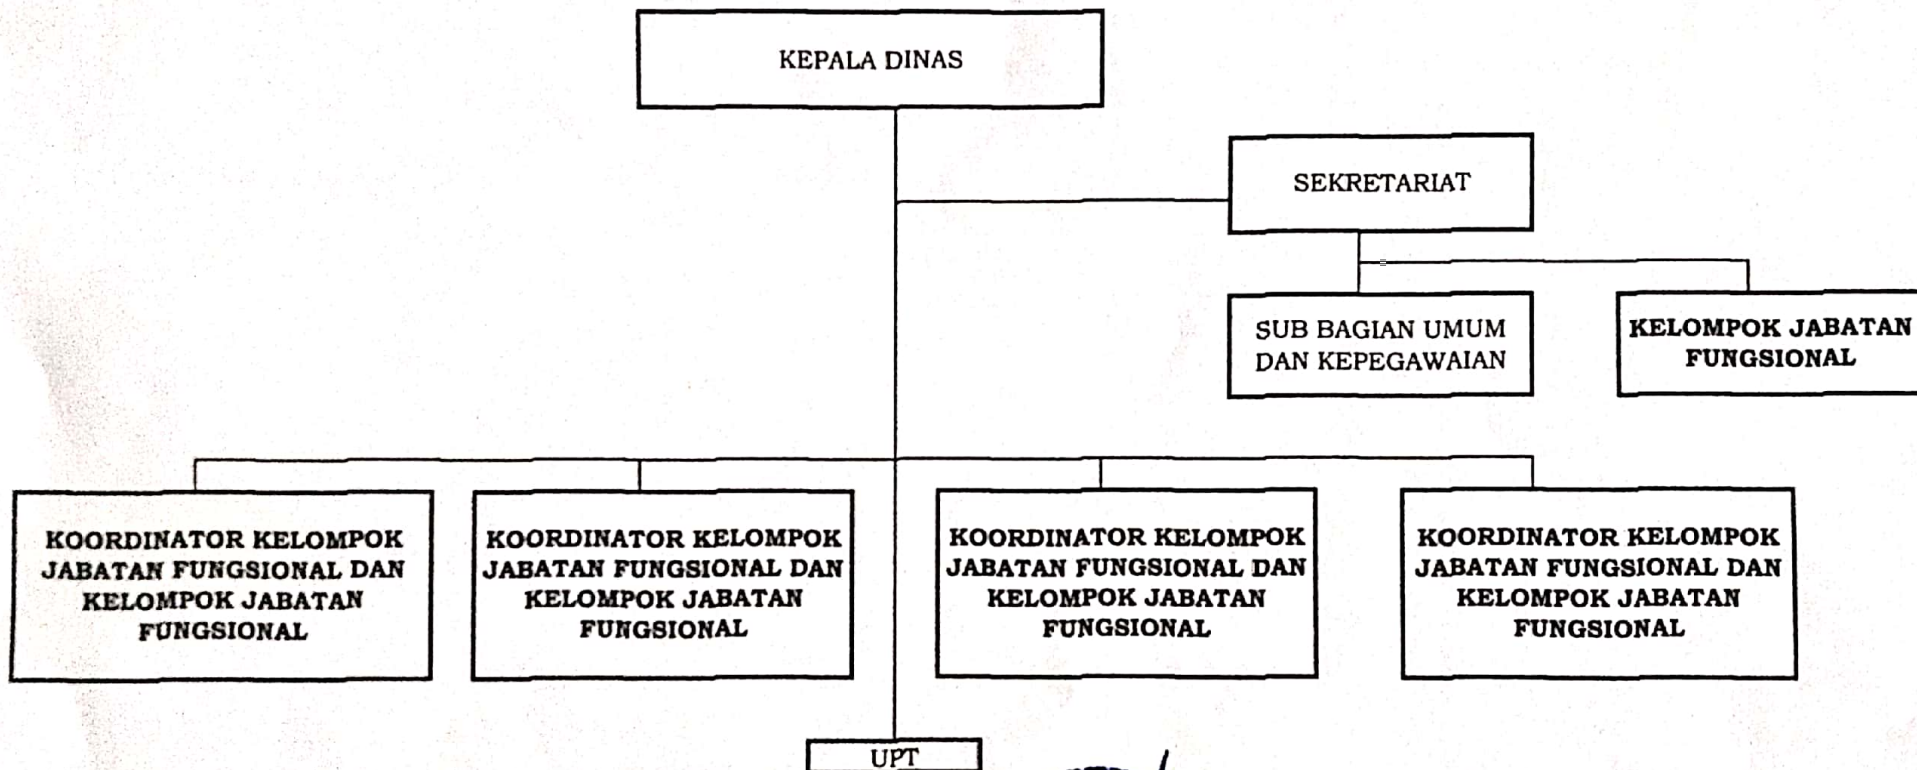 KEPALA DINAS
SEKRETARIAT
SUB BAGIAN UMUM
DAN KEPEGAWAIAN
KELOMPOK JABATAN
FUNGSIONAL
KOORDINATOR KELOMPOK
JABATAN FUNGSIONAL DAN
KELOMPOK JABATAN
FUNGSIONAL
KOORDINATOR KELOMPOK
JABATAN FUNGSIONAL DAN
KELOMPOK JABATAN
FUNGSIONAL
KOORDINATOR KELOMPOK
JABATAN FUNGSIONAL DAN
KELOMPOK JABATAN
FUNGSIONAL
KOORDINATOR KELOMPOK
JABATAN FUNGSIONAL DAN
KELOMPOK JABATAN
FUNGSIONAL
UPT